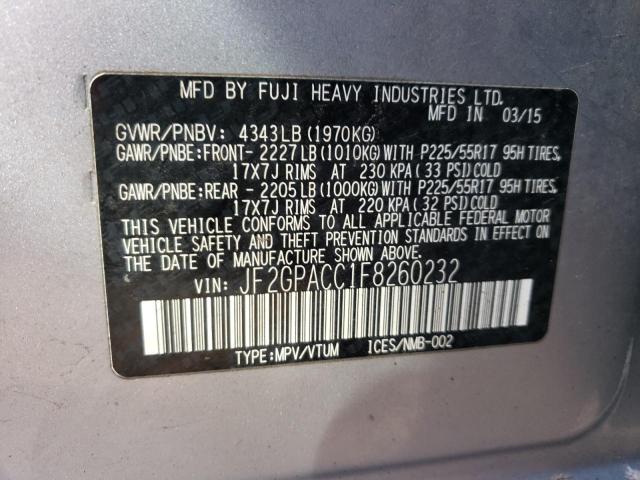 MFD BY FUJI HEAVY INDUSTRIES LTD.
MFD IN 03/15
GVWR/PNBV: 4343LB (1970KG)
GAWR/PNBE:FRONT- 2227LB(1010KG)WITH P225/55R17 95H TIRES,
17X7J RIMS AT 230 KPA( 33 PSI)COLD
GAWR/PNBE:REAR - 2205LB(1000KG)WITH P225/55R17 95H TIRES,
17X7J RIMS AT 220 KPA( 32 PSI)COLD
THIS VEHICLE CONFORMS TO ALL APPLICABLE FEDERAL MOTOR
VEHICLE SAFETY AND THEFT PREVENTION STANDARDS IN EFFECT ON
THE DATE OF MANUFACTURE SHOWN ABOVE.
VIN: JF2GPACC1F8260232
TYPE:MPV/VTUM ICES/NMB-002